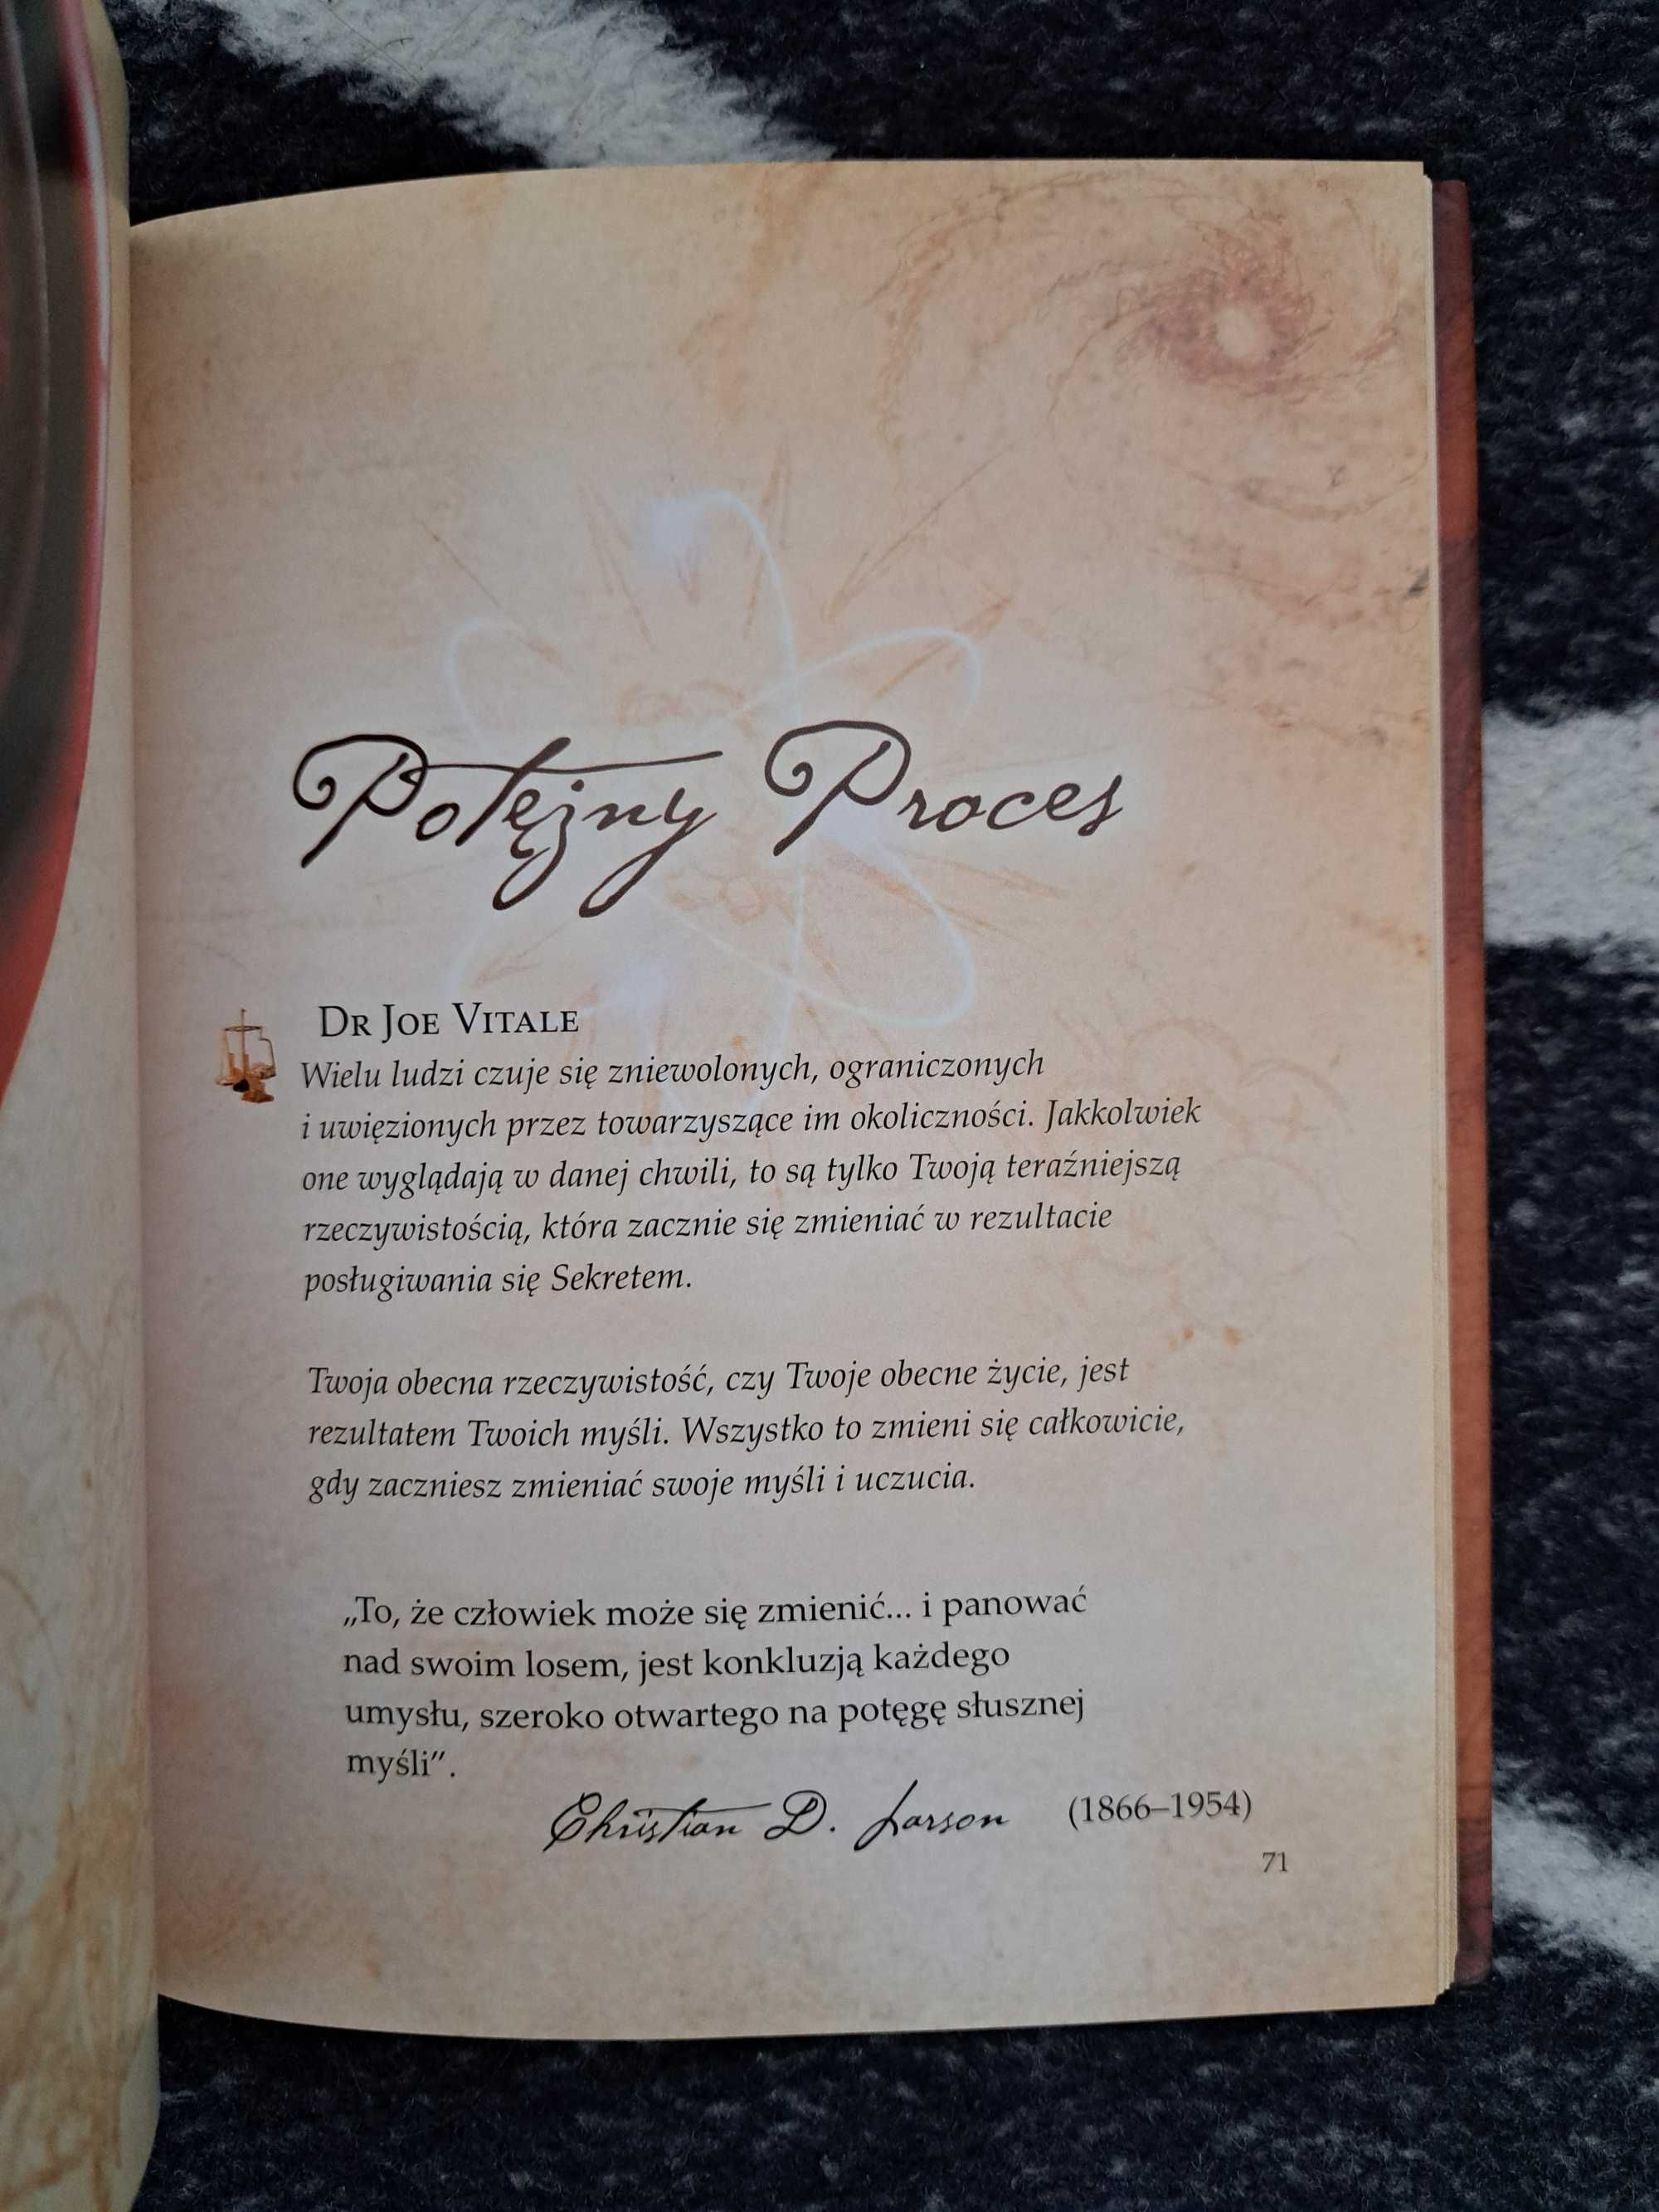 Potężny Proces
Dr Joe Vitale
Wielu ludzi czuje się zniewolonych, ograniczonych
i uwięzionych przez towarzyszące im okoliczności. Jakkolwiek
one wyglądają w danej chwili, to są tylko Twoją teraźniejszą
rzeczywistością, która zacznie się zmieniać w rezultacie
posługiwania się Sekretem.
Twoja obecna rzeczywistość, czy Twoje obecne życie, jest
rezultatem Twoich myśli. Wszystko to zmieni się całkowicie,
gdy zaczniesz zmieniać swoje myśli i uczucia.
„To, że człowiek może się zmienić... i panować
nad swoim losem, jest konkluzją każdego
umysłu, szeroko otwartego na potęgę słusznej
myśli”.
Christian D. Larson (1866–1954)
71